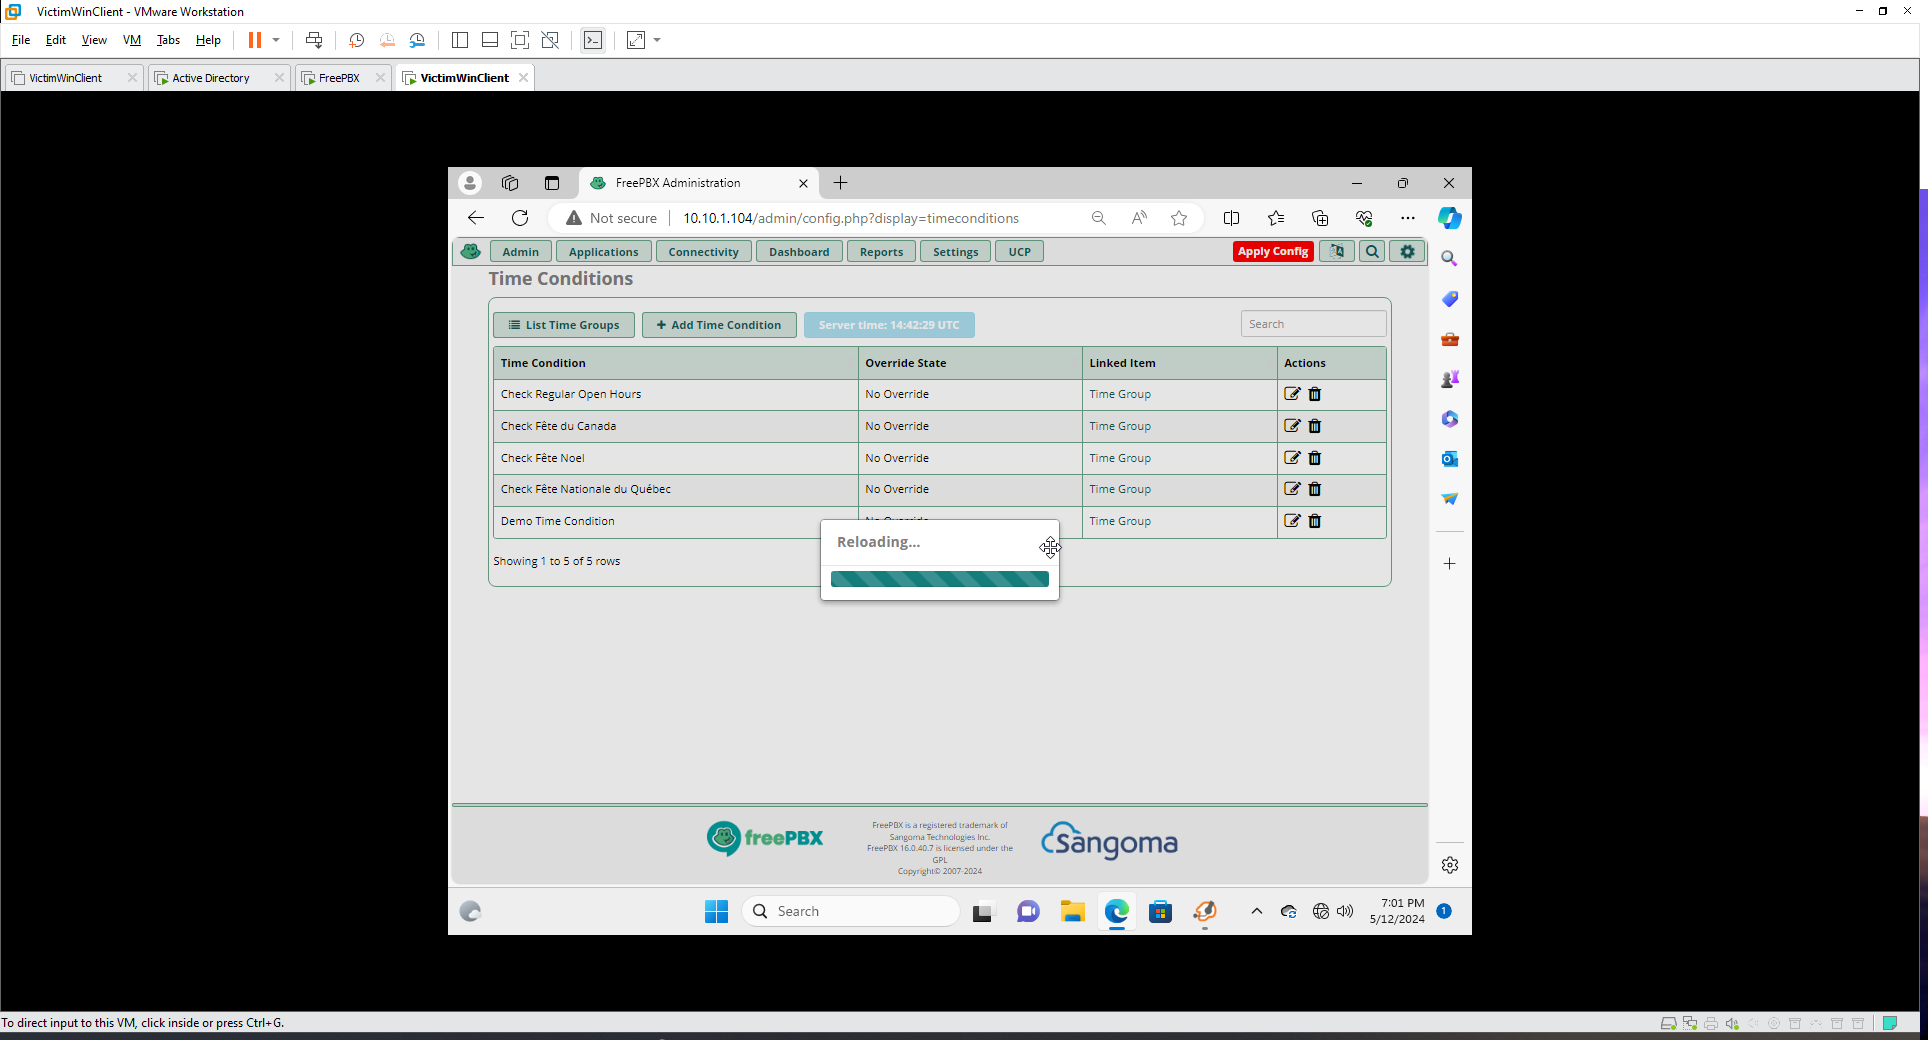 VictimWinClient - VMware Workstation
File Edit View VM Tabs Help
VictimWinClient Active Directory FreePBX VictimWinClient
FreePBX Administration
Not secure 10.10.1.104/admin/config.php?display=timeconditions
Admin Applications Connectivity Dashboard Reports Settings UCP Apply Config
Time Conditions
List Time Groups + Add Time Condition Server time: 14:42:29 UTC Search
Time Condition Override State Linked Item Actions
Check Regular Open Hours No Override Time Group
Check Fête du Canada No Override Time Group
Check Fête Noel No Override Time Group
Check Fête Nationale du Québec No Override Time Group
Demo Time Condition No Override Time Group
Reloading...
Showing 1 to 5 of 5 rows
freePBX
FreePBX is a registered trademark of
Sangoma Technologies Inc.
FreePBX 16.0.40.7 is licensed under the
GPL
Copyright© 2007-2024
Sangoma
Search
7:01 PM
5/12/2024
1
To direct input to this VM, click inside or press Ctrl+G.